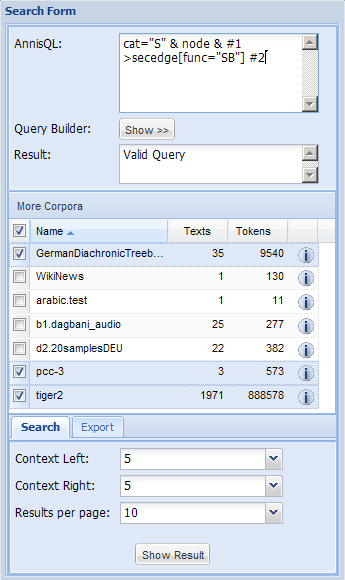 Search Form
AnnisQL:
cat="S" & node & #1
>secedge[func="SB"] #2
Query Builder:
Show >>
Result:
Valid Query
More Corpora
Name Texts Tokens
GermanDiachronicTreeb... 35 9540
WikiNews 1 130
arabic.test 1 11
b1.dagbani_audio 25 277
d2.20samplesDEU 22 382
pcc-3 3 573
tiger2 1971 888578
Search Export
Context Left: 5
Context Right: 5
Results per page: 10
Show Result